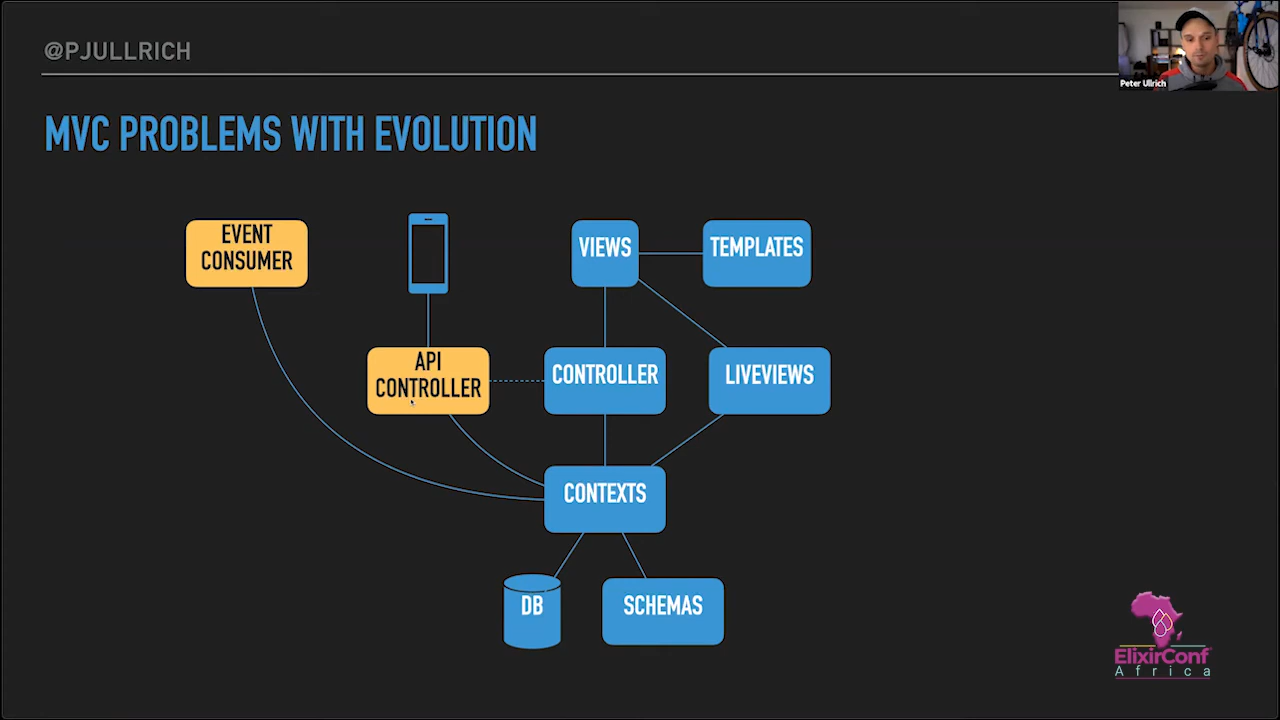 @PJULLRICH
Peter Ullrich
MVC PROBLEMS WITH EVOLUTION
EVENT
CONSUMER
VIEWS
TEMPLATES
API
CONTROLLER
CONTROLLER
LIVEVIEWS
CONTEXTS
DB
SCHEMAS
ElixirConf
Africa